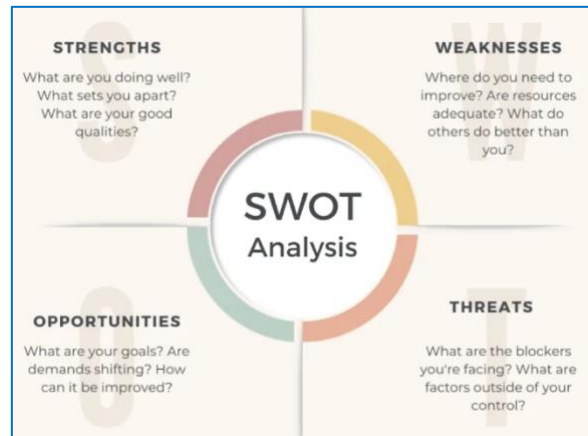 STRENGTHS
What are you doing well?
What sets you apart?
What are your good
qualities?
S
WEAKNESSES
Where do you need to
improve? Are resources
adequate? What do
others do better than
you?
W
SWOT
Analysis
OPPORTUNITIES
What are your goals? Are
demands shifting? How
can it be improved?
O
THREATS
What are the blockers
you're facing? What are
factors outside of your
control?
T